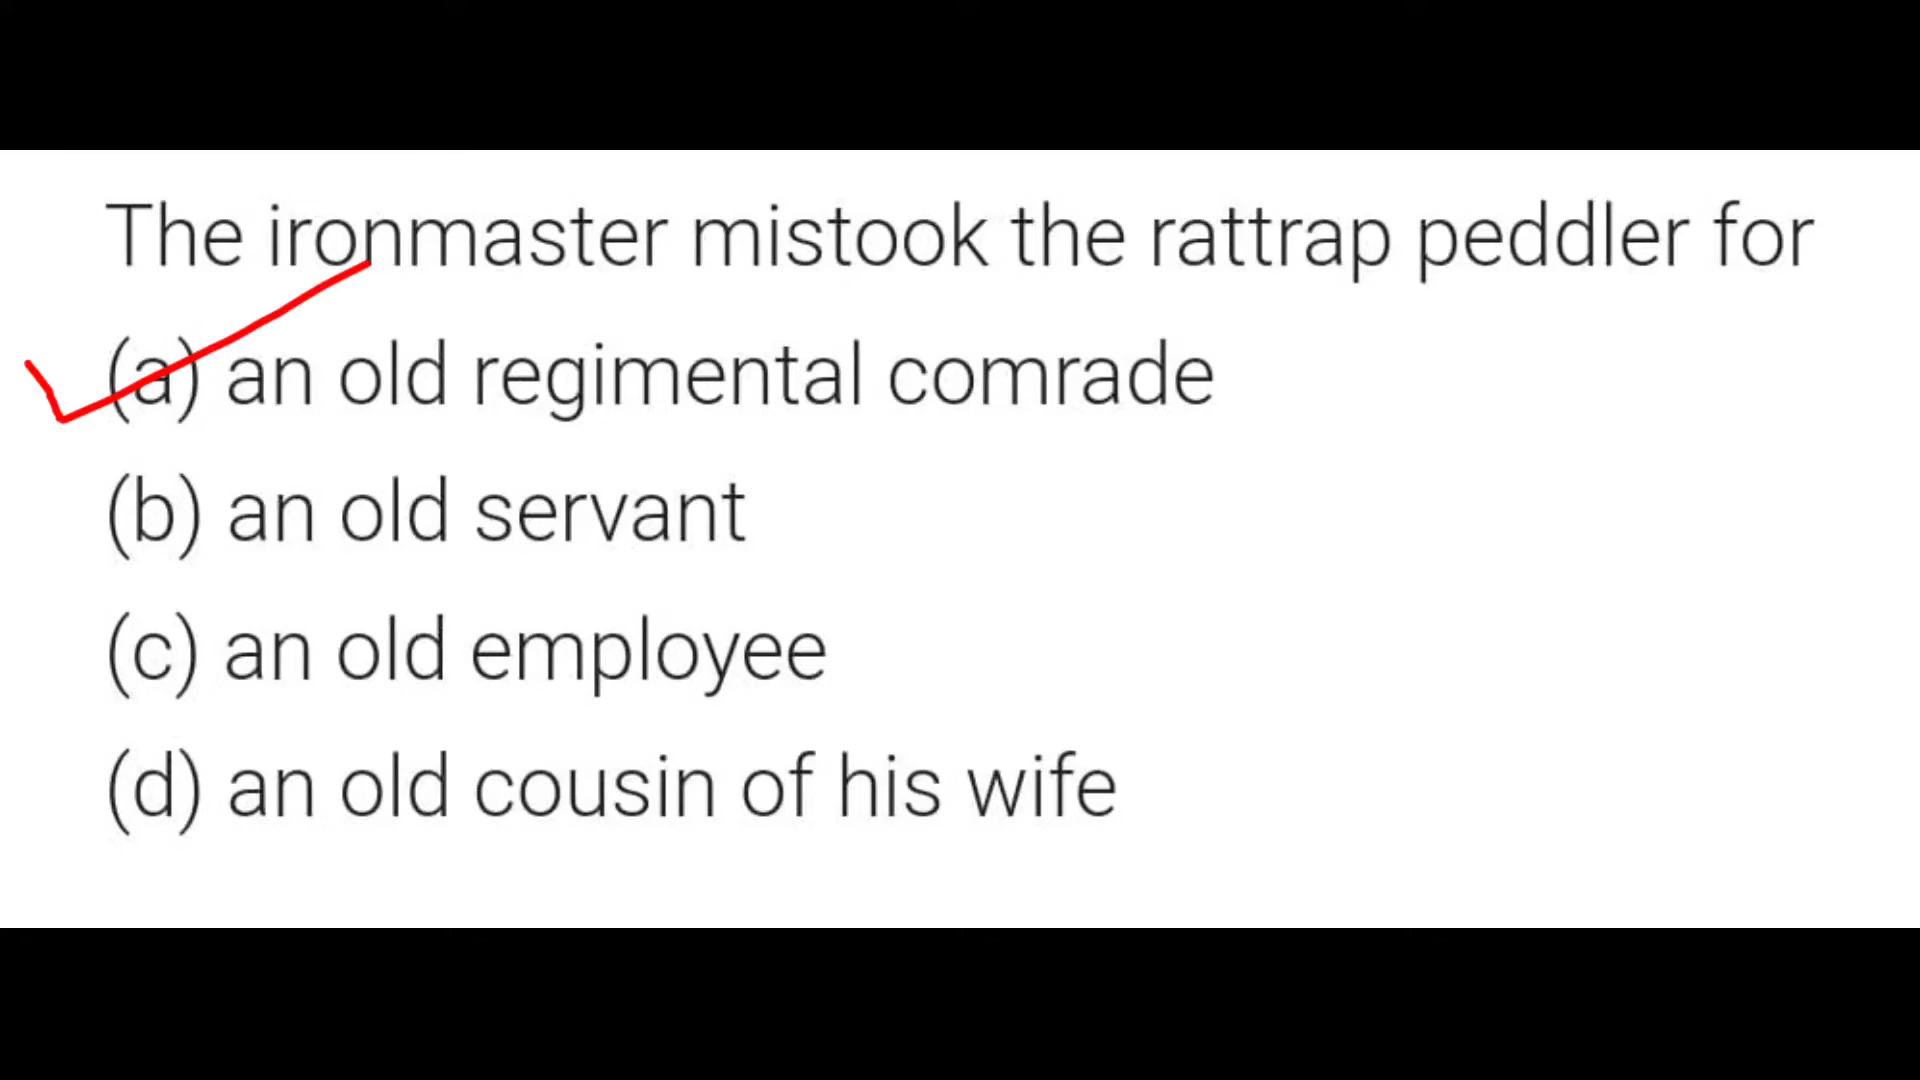 The ironmaster mistook the rattrap peddler for
(a) an old regimental comrade
(b) an old servant
(c) an old employee
(d) an old cousin of his wife